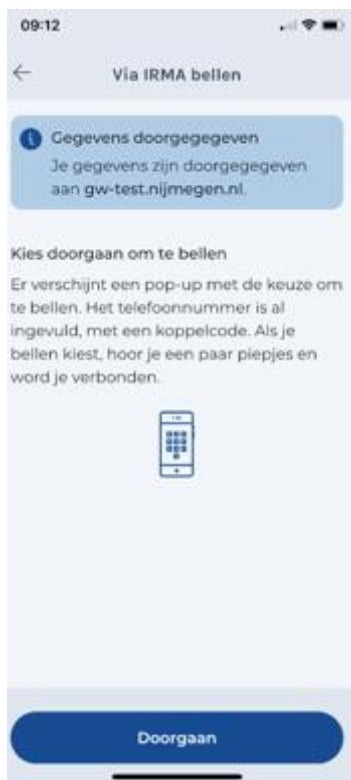 09:12
Via IRMA bellen
Gegevens doorgegegeven
Je gegevens zijn doorgegegeven
aan gw-test.nijmegen.nl.
Kies doorgaan om te bellen
Er verschijnt een pop-up met de keuze om
te bellen. Het telefoonnummer is al
ingevuld, met een koppelcode. Als je
bellen kiest, hoor je een paar piepjes en
word je verbonden.
Doorgaan